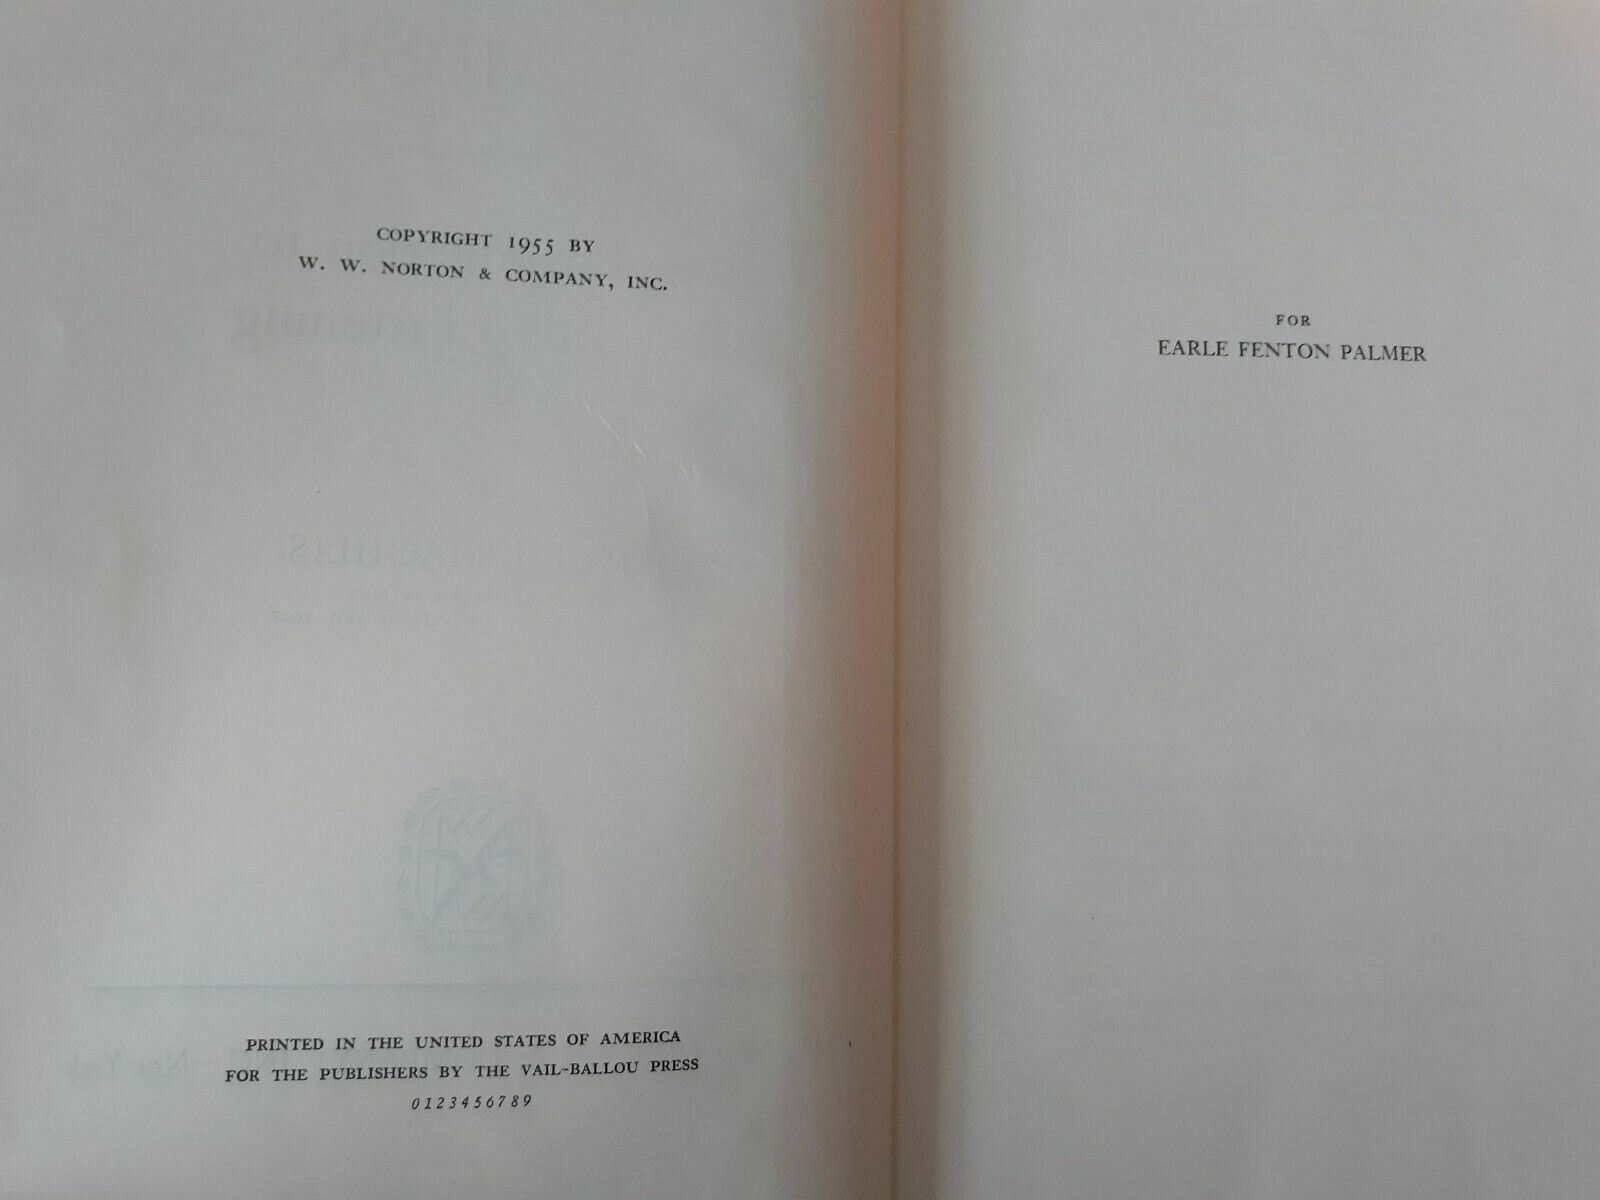 COPYRIGHT 1955 BY
W. W. NORTON & COMPANY, INC.
PRINTED IN THE UNITED STATES OF AMERICA
FOR THE PUBLISHERS BY THE VAIL-BALLOU PRESS
0123456789
FOR
EARLE FENTON PALMER